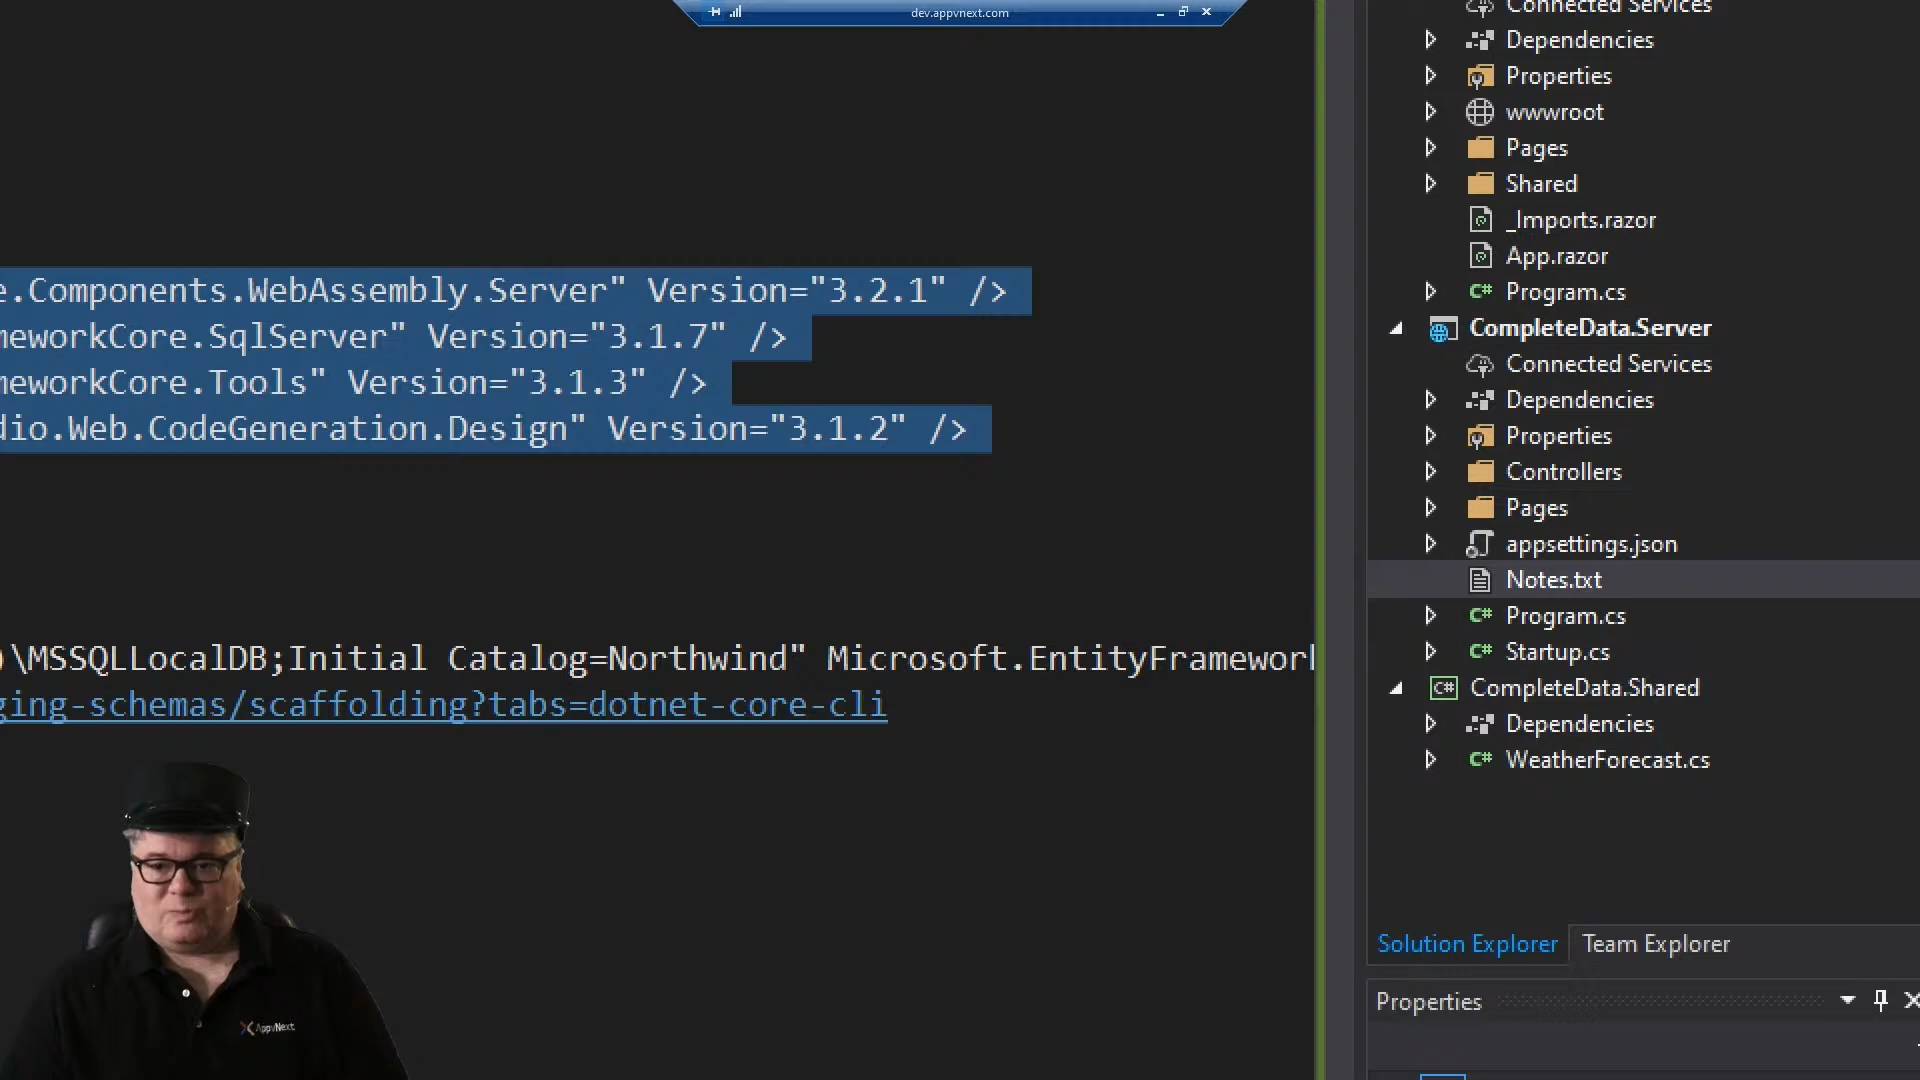 dev.appvnext.com
Connected Services
Dependencies
Properties
wwwroot
Pages
Shared
_Imports.razor
App.razor
Program.cs
CompleteData.Server
Connected Services
Dependencies
Properties
Controllers
Pages
appsettings.json
Notes.txt
Program.cs
Startup.cs
CompleteData.Shared
Dependencies
WeatherForecast.cs
Solution Explorer
Team Explorer
Properties
e.Components.WebAssembly.Server" Version="3.2.1" />
meworkCore.SqlServer" Version="3.1.7" />
meworkCore.Tools" Version="3.1.3" />
dio.Web.CodeGeneration.Design" Version="3.1.2" />
)\MSSQLLocalDB;Initial Catalog=Northwind" Microsoft.EntityFramework
ging-schemas/scaffolding?tabs=dotnet-core-cli
AppvNext